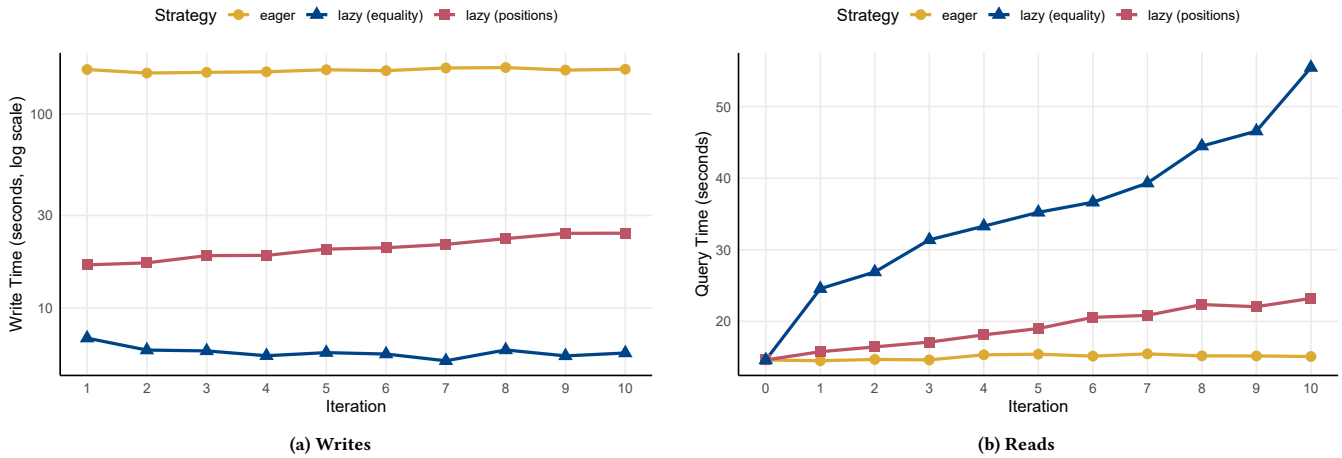 Strategy eager lazy (equality) lazy (positions)
Write Time (seconds, log scale)
100
30
10
1 2 3 4 5 6 7 8 9 10
Iteration
(a) Writes
Strategy eager lazy (equality) lazy (positions)
Query Time (seconds)
50
40
30
20
0 1 2 3 4 5 6 7 8 9 10
Iteration
(b) Reads